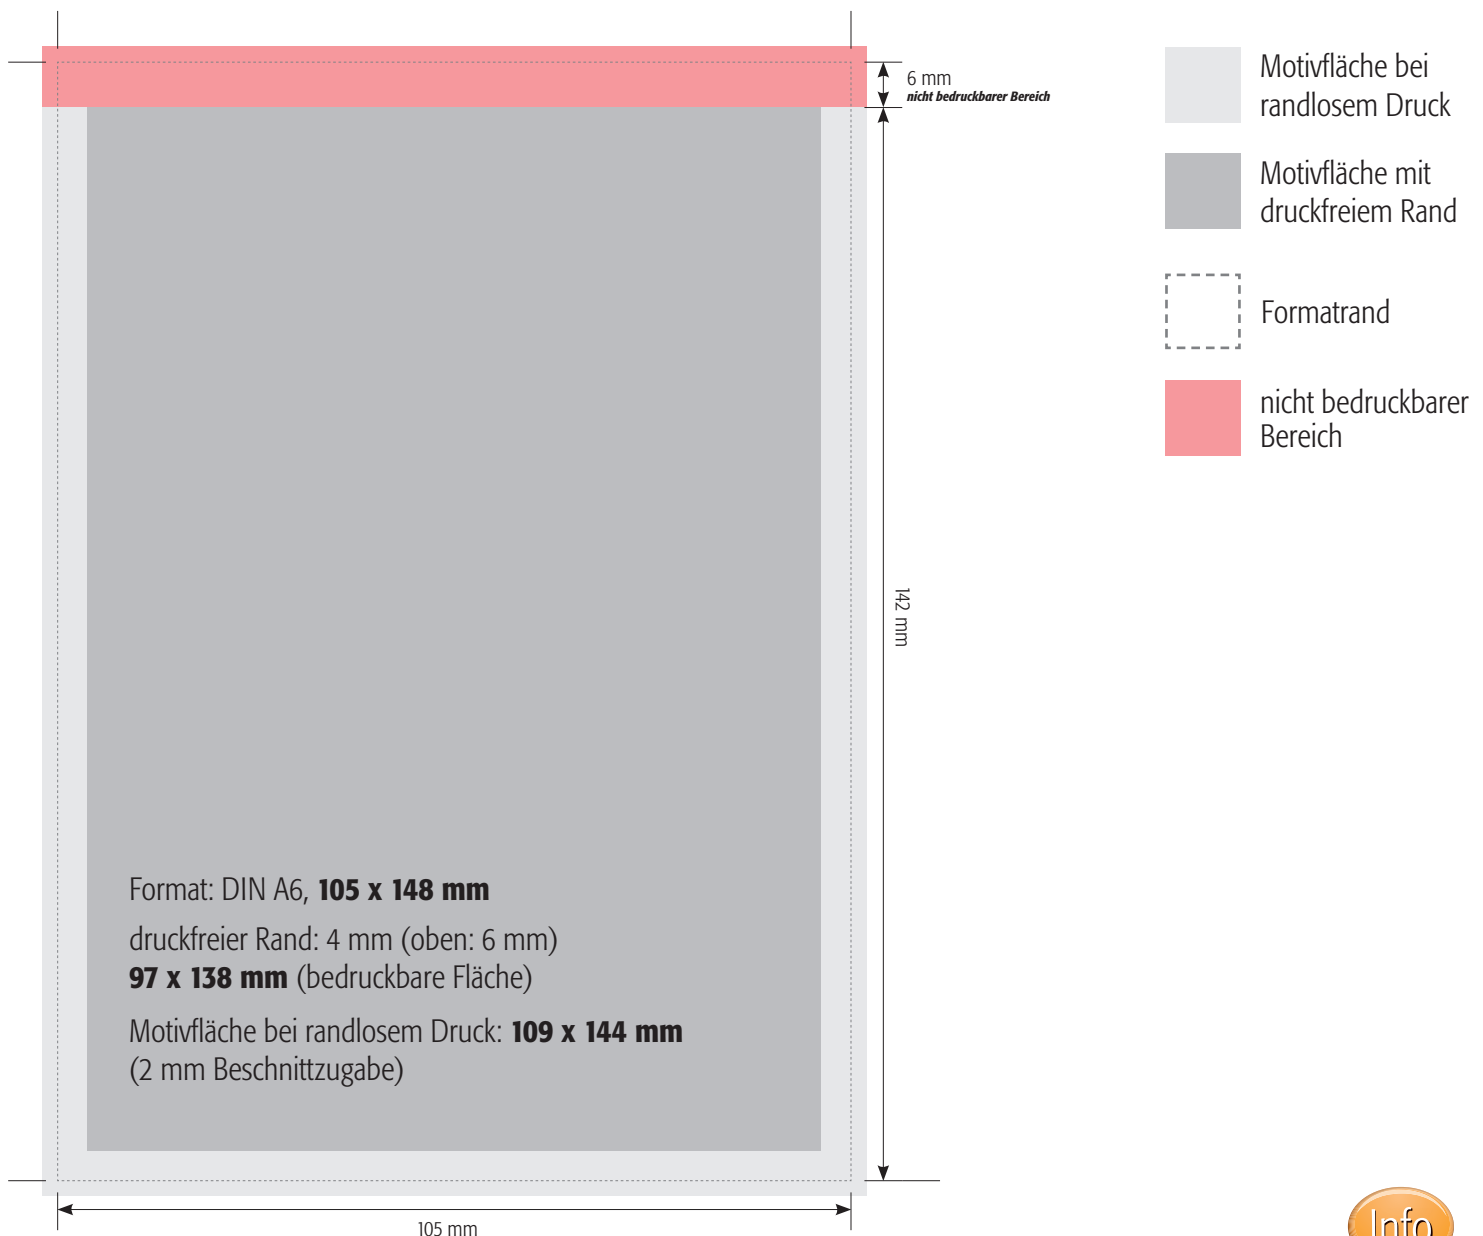 6 mm
nicht bedruckbarer Bereich
142 mm
Format: DIN A6, 105 x 148 mm
druckfreier Rand: 4 mm (oben: 6 mm)
97 x 138 mm (bedruckbare Fläche)
Motivfläche bei randlosem Druck: 109 x 144 mm
(2 mm Beschnittzugabe)
105 mm
Motivfläche bei
randlosem Druck
Motivfläche mit
druckfreiem Rand
Formatrand
nicht bedruckbarer
Bereich
Info